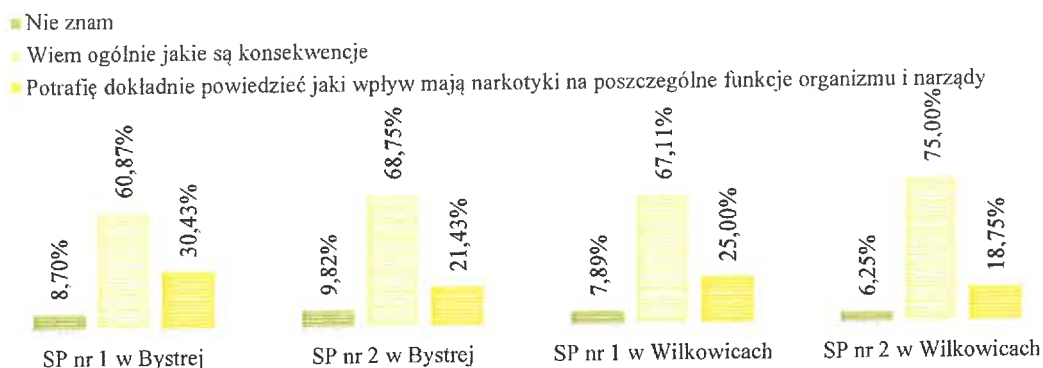 Nie znam
Wiem ogólnie jakie są konsekwencje
Potrafię dokładnie powiedzieć jaki wpływ mają narkotyki na poszczególne funkcje organizmu i narządy
8,70%
60,87%
30,43%
9,82%
68,75%
21,43%
7,89%
67,11%
25,00%
6,25%
75,00%
18,75%
SP nr 1 w Bystrej
SP nr 2 w Bystrej
SP nr 1 w Wilkowicach
SP nr 2 w Wilkowicach